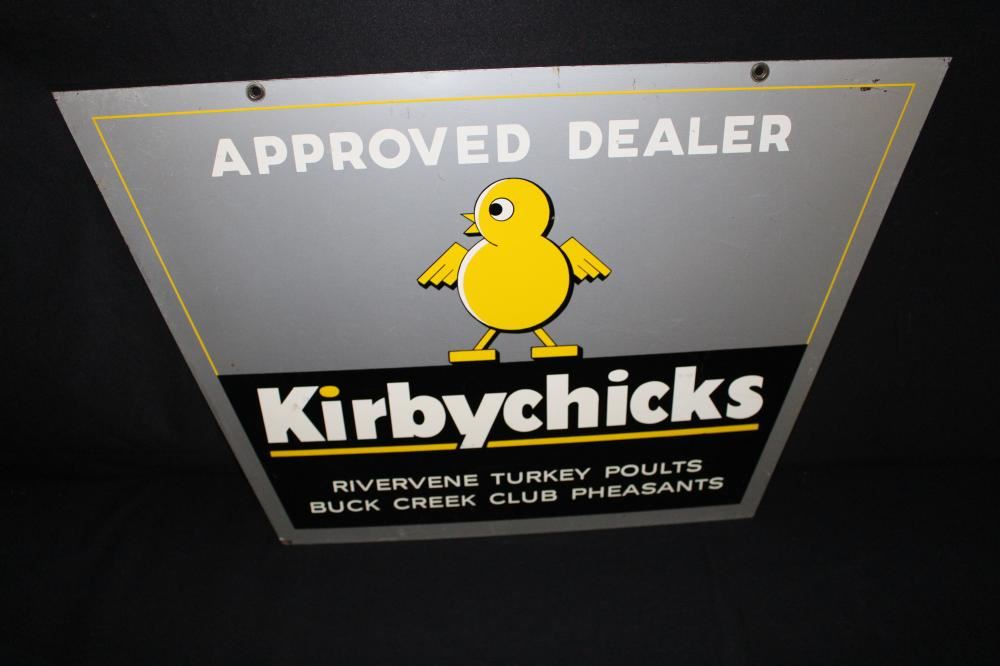 APPROVED DEALER
Kirbychicks
RIVERVENE TURKEY POULTS
BUCK CREEK CLUB PHEASANTS